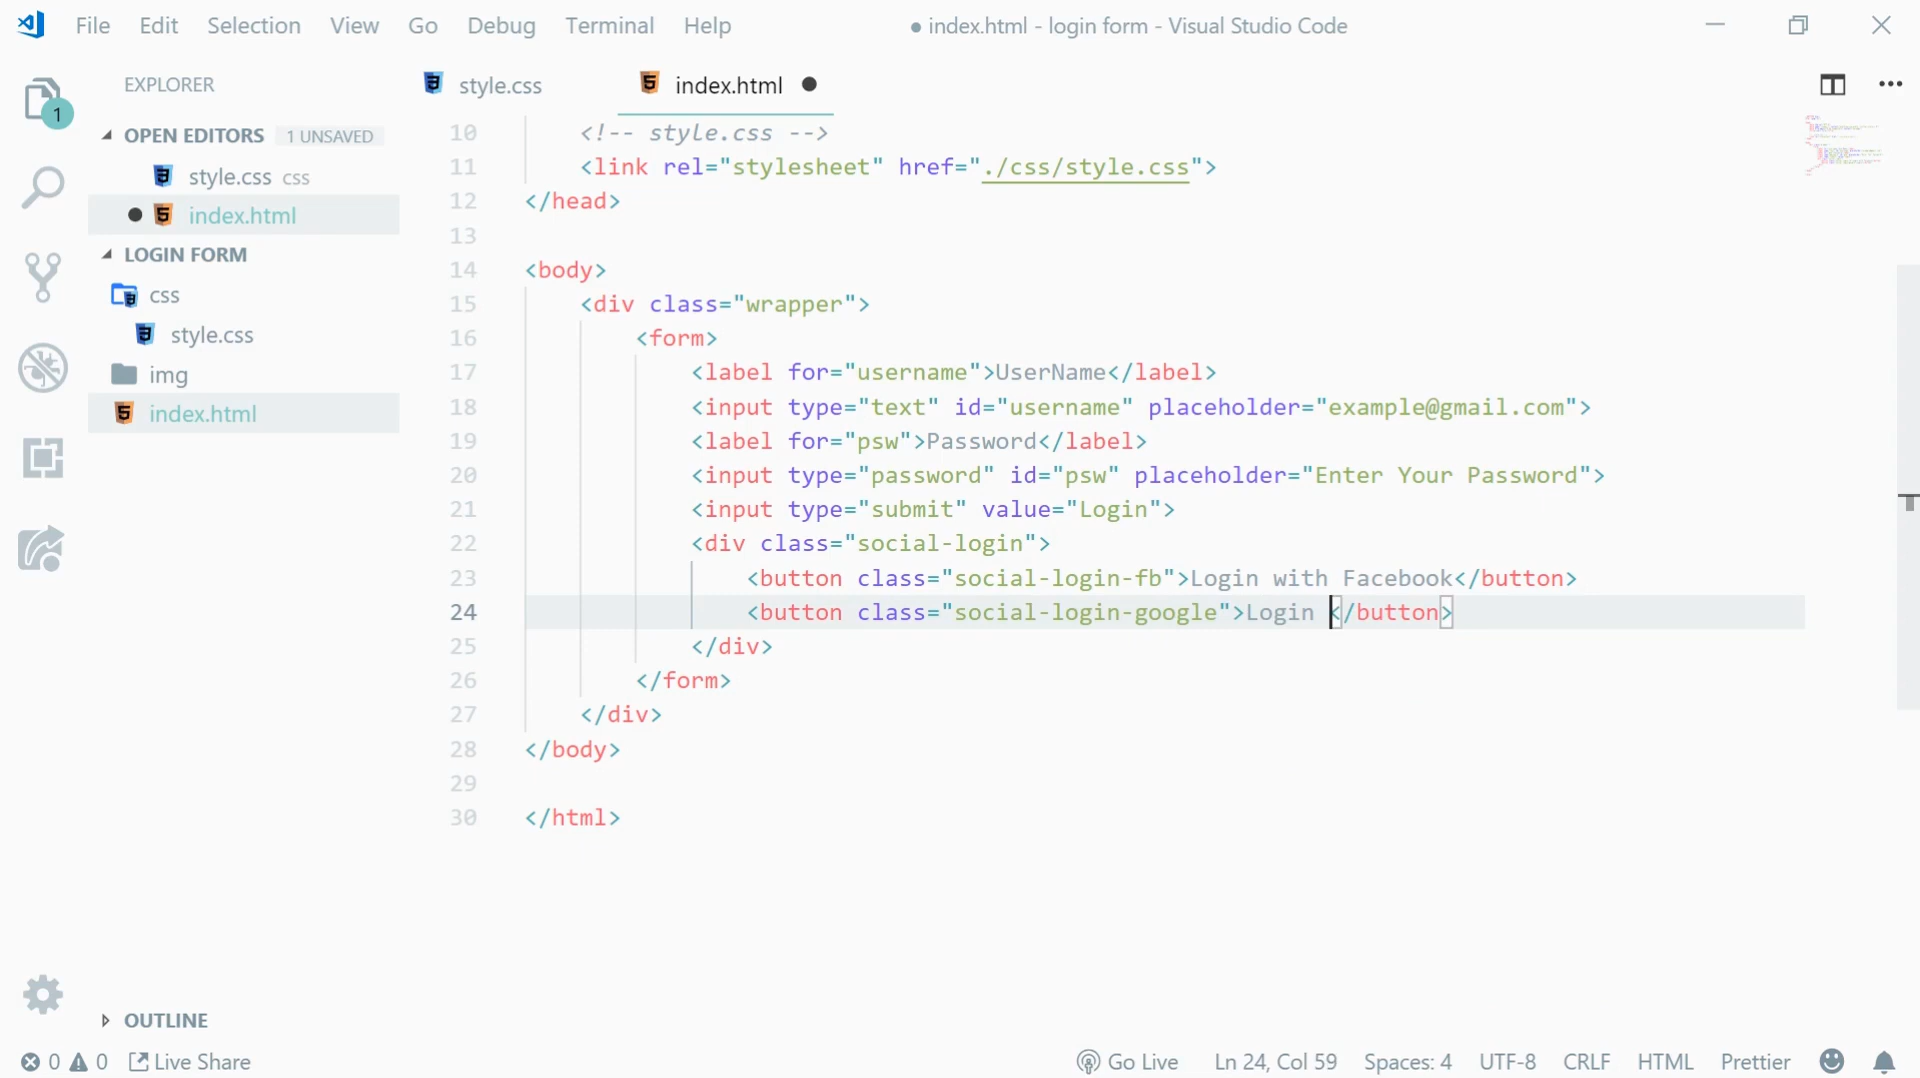 File Edit Selection View Go Debug Terminal Help ● index.html - login form - Visual Studio Code
EXPLORER
1
OPEN EDITORS 1 UNSAVED
style.css css
index.html
LOGIN FORM
css
style.css
img
index.html
OUTLINE
style.css index.html
10 <!-- style.css -->
11 <link rel="stylesheet" href="./css/style.css">
12 </head>
13
14 <body>
15 <div class="wrapper">
16 <form>
17 <label for="username">UserName</label>
18 <input type="text" id="username" placeholder="example@gmail.com">
19 <label for="psw">Password</label>
20 <input type="password" id="psw" placeholder="Enter Your Password">
21 <input type="submit" value="Login">
22 <div class="social-login">
23 <button class="social-login-fb">Login with Facebook</button>
24 <button class="social-login-google">Login </button>
25 </div>
26 </form>
27 </div>
28 </body>
29
30 </html>
0 0 Live Share Go Live Ln 24, Col 59 Spaces: 4 UTF-8 CRLF HTML Prettier